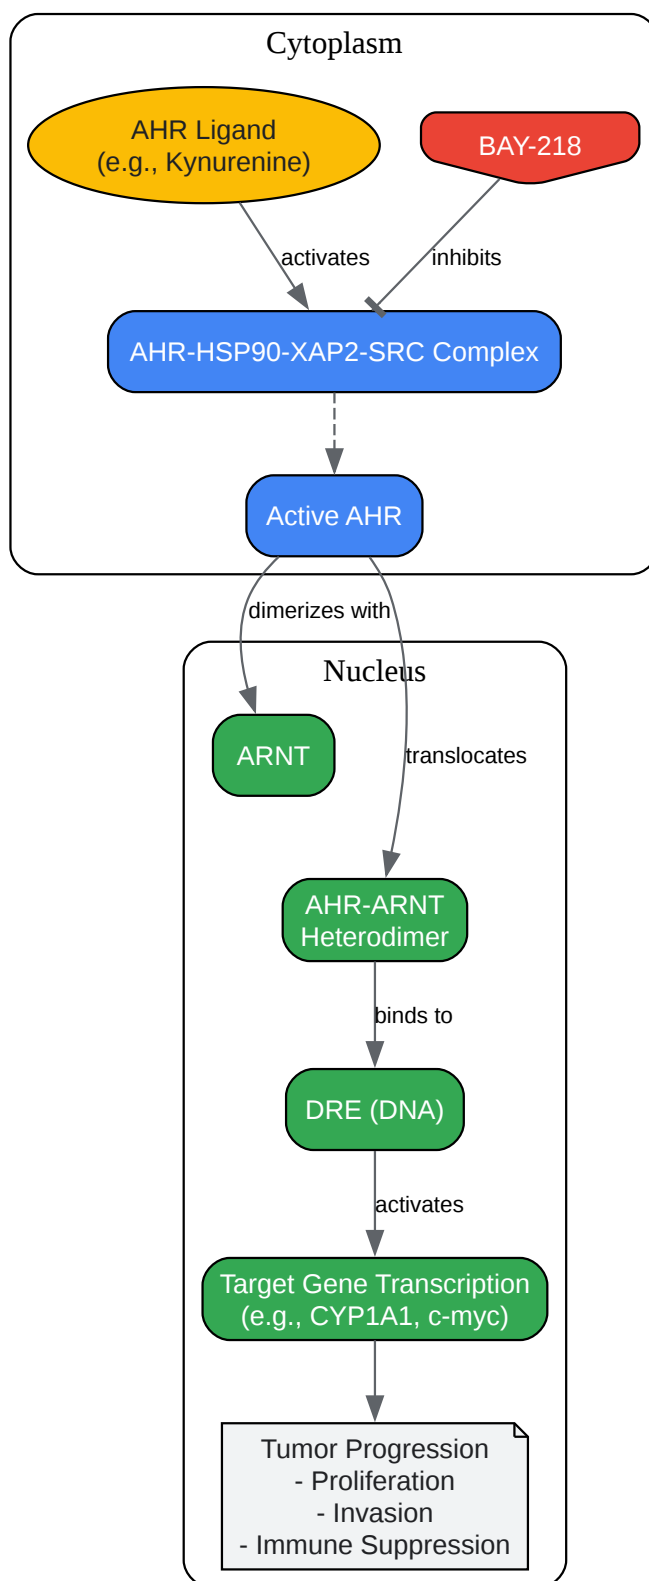 Cytoplasm
AHR Ligand
(e.g., Kynurenine)
BAY-218
activates
inhibits
AHR-HSP90-XAP2-SRC Complex
Active AHR
dimerizes with
Nucleus
ARNT
translocates
AHR-ARNT
Heterodimer
binds to
DRE (DNA)
activates
Target Gene Transcription
(e.g., CYP1A1, c-myc)
Tumor Progression
- Proliferation
- Invasion
- Immune Suppression